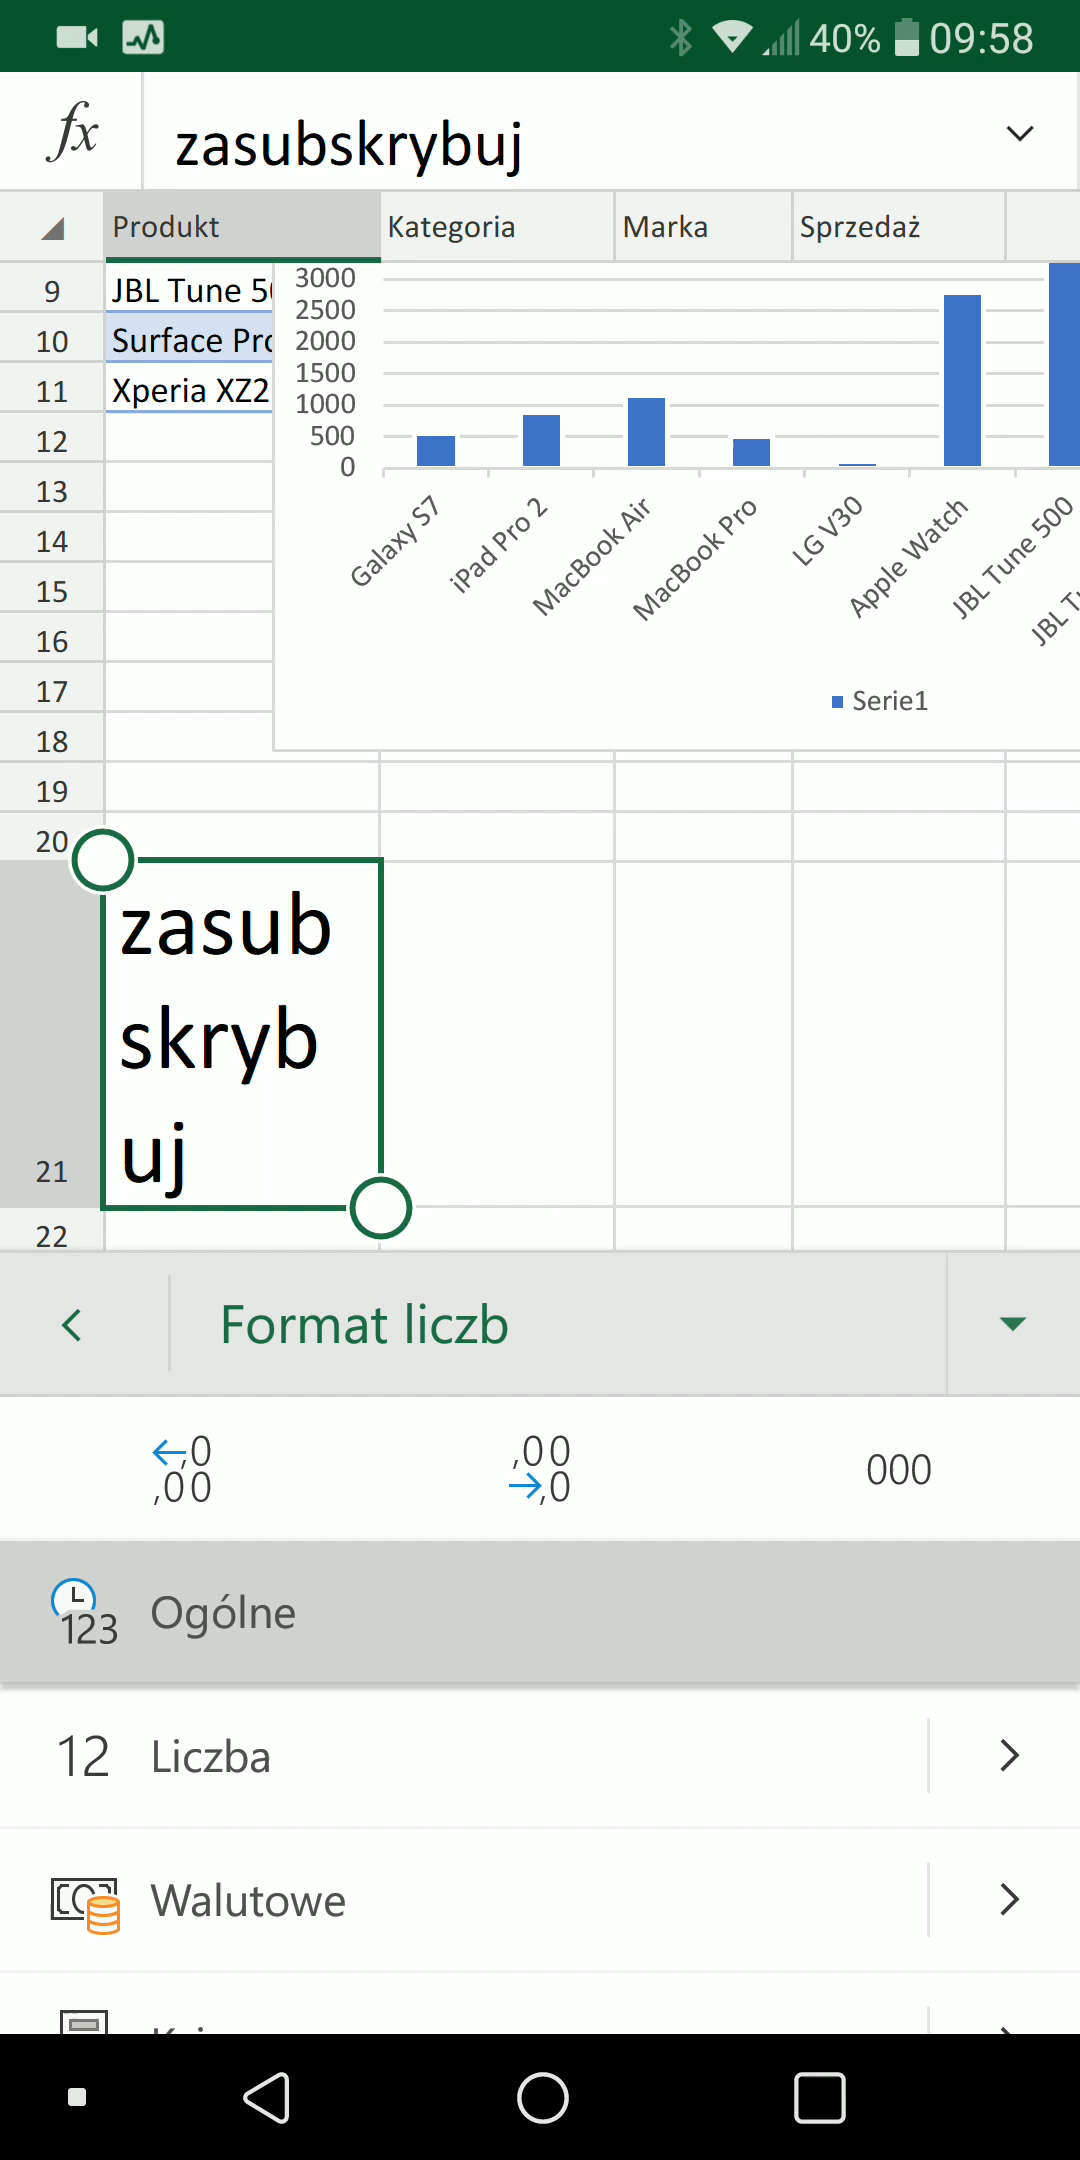 40% 09:58
fx zasubskrybuj
Produkt Kategoria Marka Sprzedaż
9 JBL Tune 50
10 Surface Pro
11 Xperia XZ2
12
13
14
15
16
17
18
19
20
21
22
3000
2500
2000
1500
1000
500
0
Galaxy S7
iPad Pro 2
MacBook Air
MacBook Pro
LG V30
Apple Watch
JBL Tune 500
JBL Tu
Serie1
zasub
skryb
uj
Format liczb
,0
,00
,00
,0
000
123 Ogólne
12 Liczba
Walutowe